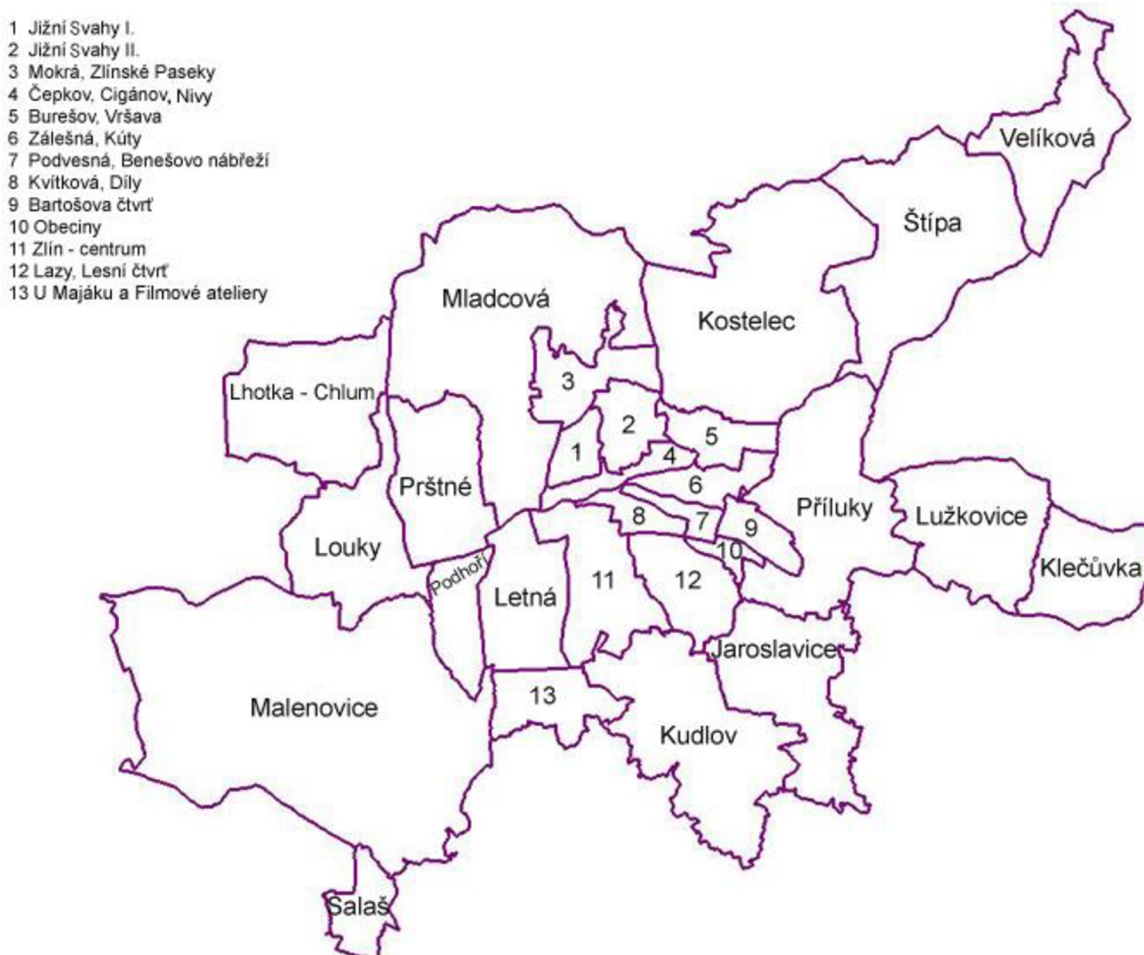 1 Jižní Svahy I.
2 Jižní Svahy II.
3 Mokrá, Zlínské Paseky
4 Čepkov, Cigánov, Nivy
5 Burešov, Vršava
6 Zálešná, Kúty
7 Podvesná, Benešovo nábřeží
8 Kvítková, Díly
9 Bartošova čtvrť
10 Obeciny
11 Zlín - centrum
12 Lazy, Lesní čtvrť
13 U Majáku a Filmové ateliery
Velíková
Štípa
Mladcová
Kostelec
Lhotka - Chlum
3
2
1
5
4
6
Prštné
8
7
9
Příluky
Lužkovice
Louky
10
Klečůvka
Podhoří
Letná
11
12
Jaroslavice
13
Malenovice
Kudlov
Salaš